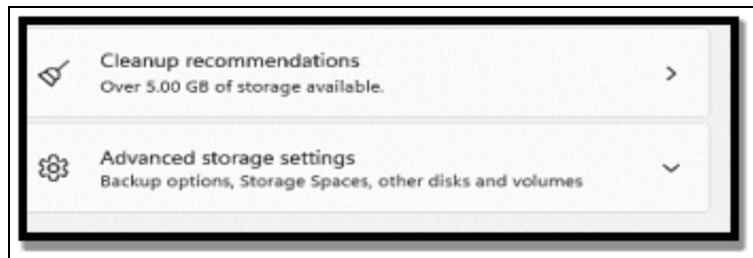 Cleanup recommendations
Over 5.00 GB of storage available.
Advanced storage settings
Backup options, Storage Spaces, other disks and volumes